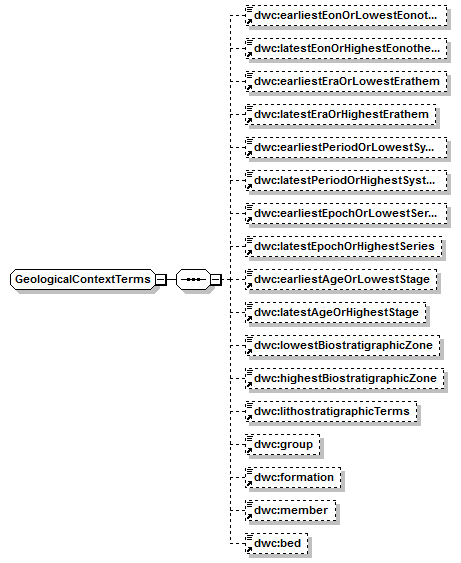 dwc:earliestEonOrLowestEonot...
dwc:latestEonOrHighestEonothe...
dwc:earliestEraOrLowestErathem
dwc:latestEraOrHighestErathem
dwc:earliestPeriodOrLowestSy...
dwc:latestPeriodOrHighestSyst...
dwc:earliestEpochOrLowestSer...
dwc:latestEpochOrHighestSeries
GeologicalContextTerms
dwc:earliestAgeOrLowestStage
dwc:latestAgeOrHighestStage
dwc:lowestBiostratigraphicZone
dwc:highestBiostratigraphicZone
dwc:lithostratigraphicTerms
dwc:group
dwc:formation
dwc:member
dwc:bed